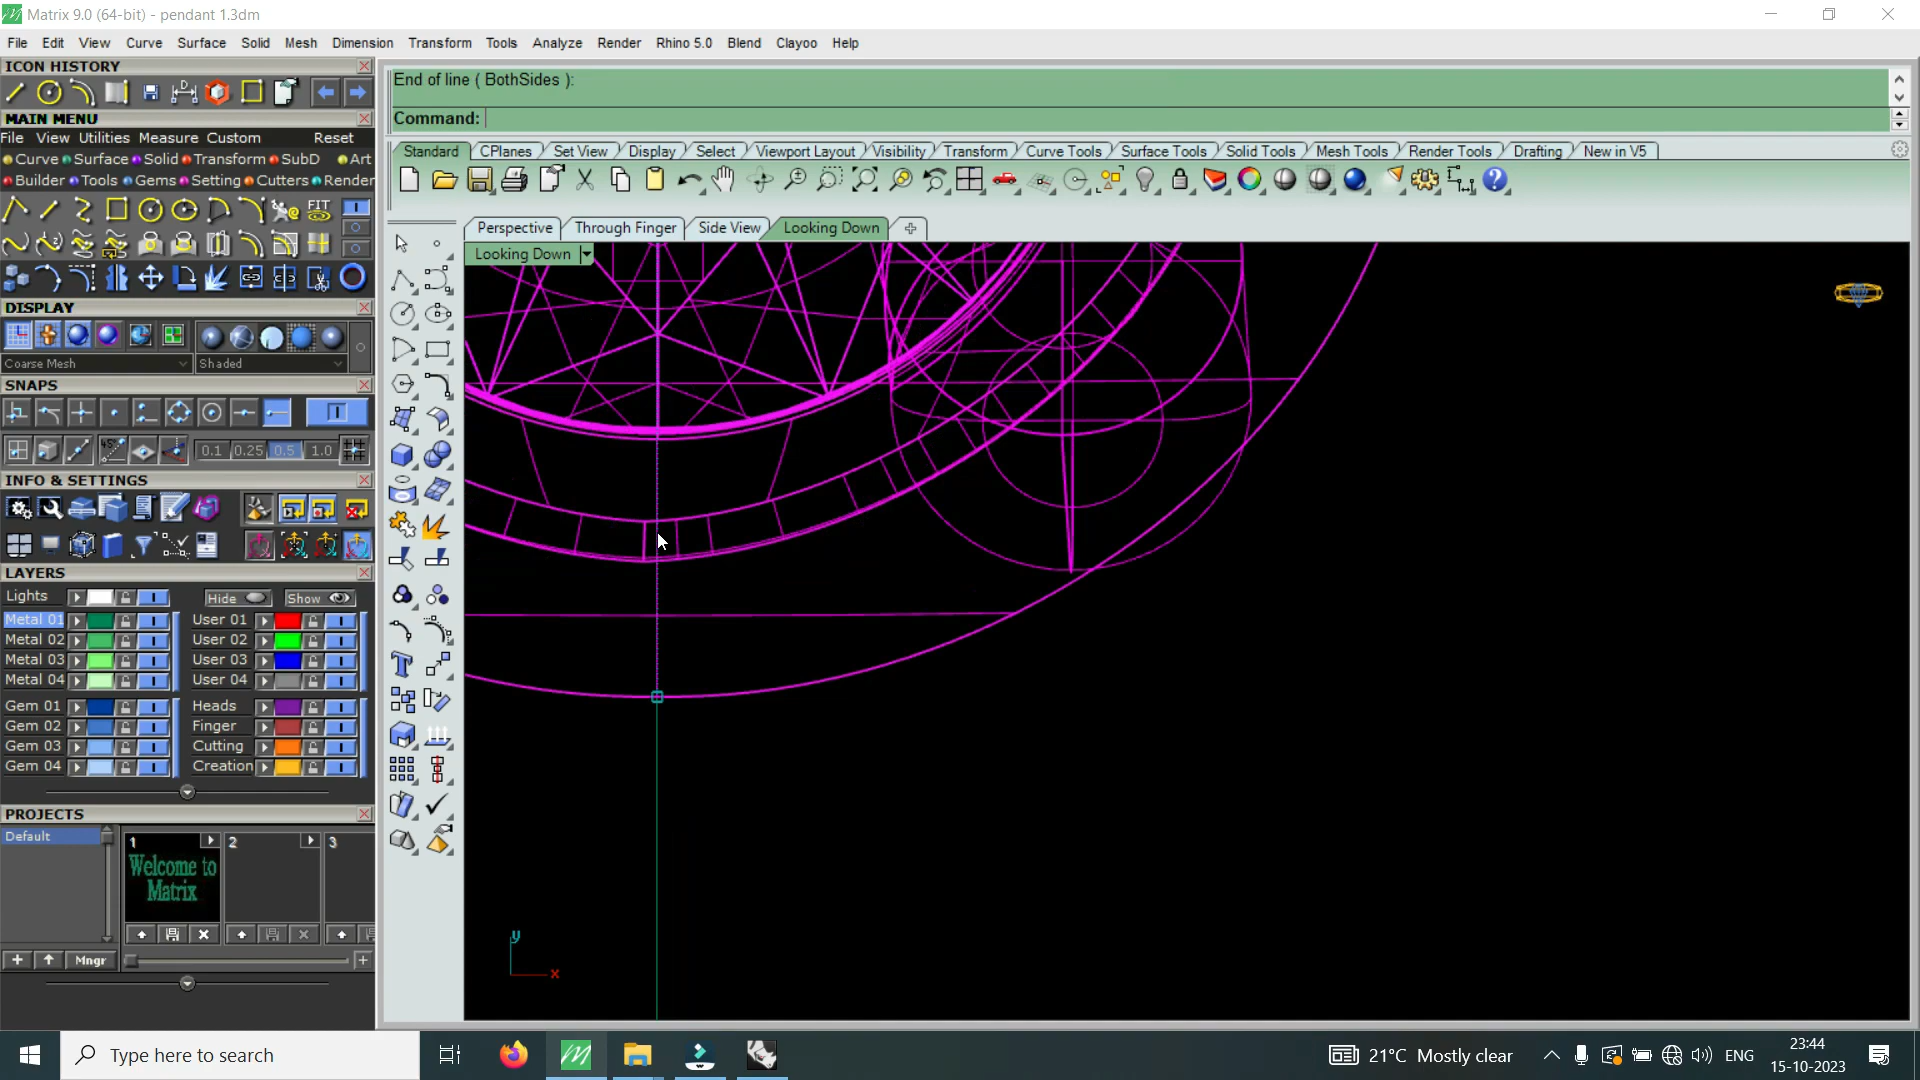 Matrix 9.0 (64-bit) - pendant 1.3dm
File Edit View Curve Surface Solid Mesh Dimension Transform Tools Analyze Render Rhino 5.0 Blend Clayoo Help
ICON HISTORY
End of line ( BothSides ):
Command:
MAIN MENU
File View Utilities Measure Custom Reset
Curve Surface Solid Transform SubD Art
Builder Tools Gems Setting Cutters Render
Standard CPlanes Set View Display Select Viewport Layout Visibility Transform Curve Tools Surface Tools Solid Tools Mesh Tools Render Tools Drafting New in V5
FIT
Perspective Through Finger Side View Looking Down
Looking Down
DISPLAY
Coarse Mesh Shaded
SNAPS
0.1 0.25 0.5 1.0
INFO & SETTINGS
LAYERS
Lights Hide Show
Metal 01 User 01
Metal 02 User 02
Metal 03 User 03
Metal 04 User 04
Gem 01 Heads
Gem 02 Finger
Gem 03 Cutting
Gem 04 Creation
PROJECTS
Default
1 2 3
Welcome to
Matrix
Mngr
y
x
Type here to search
21°C Mostly clear
ENG
23:44
15-10-2023